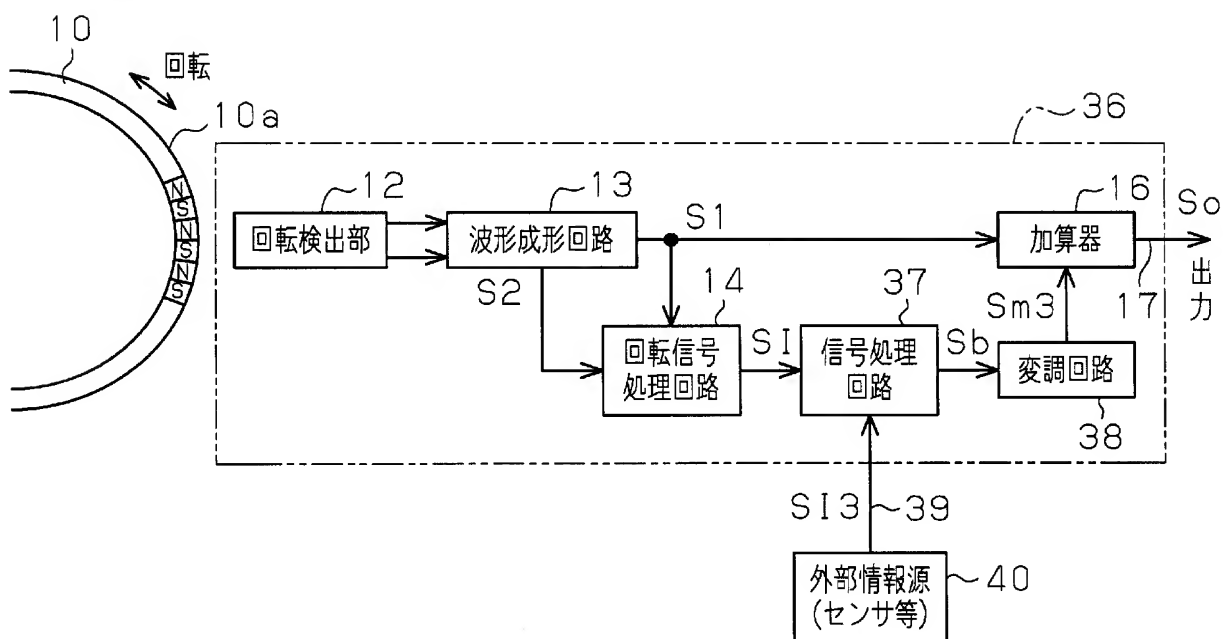 10
回転
10a
N
S
N
S
N
S
36
12
回転検出部
13
波形成形回路
S1
S2
16
加算器
So
17
出力
14
回転信号
処理回路
SI
37
信号処理
回路
Sb
Sm3
変調回路
38
SI3
39
外部情報源
(センサ等)
40